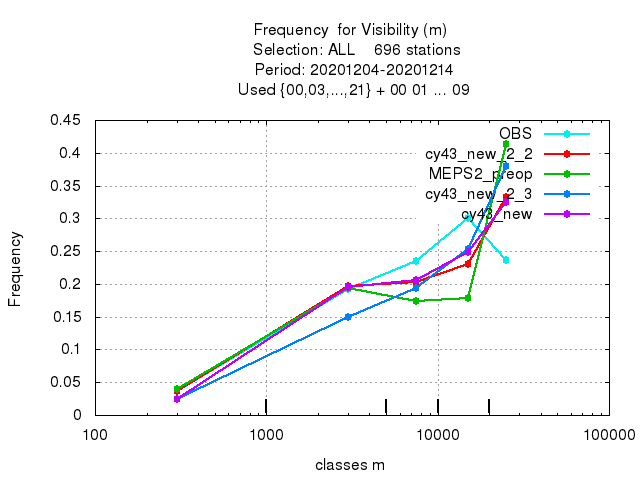 Frequency  for Visibility (m)
Selection: ALL    696 stations
Period: 20201204-20201214
Used {00,03,...,21} + 00 01 ... 09
OBS
cy43_new_2_2
MEPS2_preop
cy43_new_2_3
cy43_new
Frequency
0.45
0.4
0.35
0.3
0.25
0.2
0.15
0.1
0.05
0
100
1000
10000
100000
classes m